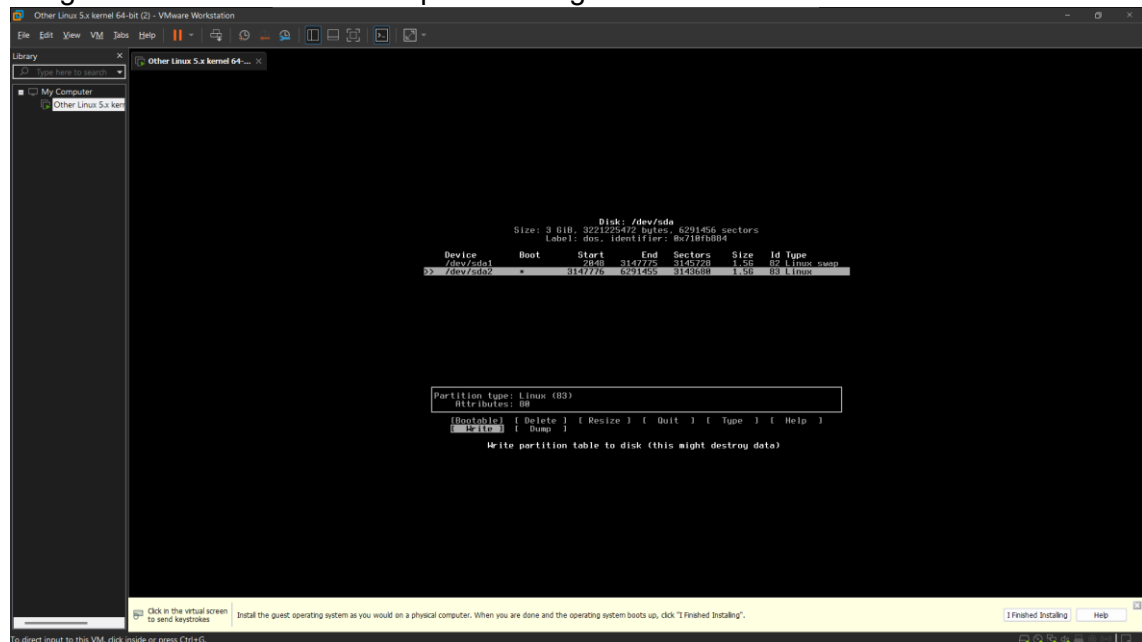 Other Linux 5.x kernel 64-bit (2) - VMware Workstation
File Edit View VM Tabs Help
Library
Type here to search
Other Linux 5.x kernel 64-...
My Computer
Other Linux 5.x kern
Disk: /dev/sda
Size: 3 GiB, 3221225472 bytes, 6291456 sectors
Label: dos, identifier: 0x710fb884
Device Boot Start End Sectors Size Id Type
/dev/sda1 2048 3147775 3145728 1.5G 82 Linux swap
>> /dev/sda2 * 3147776 6291455 3143680 1.5G 83 Linux
Partition type: Linux (83)
Attributes: 80
[Bootable] [ Delete ] [ Resize ] [ Quit ] [ Type ] [ Help ]
[ Write ] [ Dump ]
Write partition table to disk (this might destroy data)
Click in the virtual screen
to send keystrokes
Install the guest operating system as you would on a physical computer. When you are done and the operating system boots up, click "I Finished Installing".
I Finished Installing Help
To direct input to this VM, click inside or press Ctrl+G.